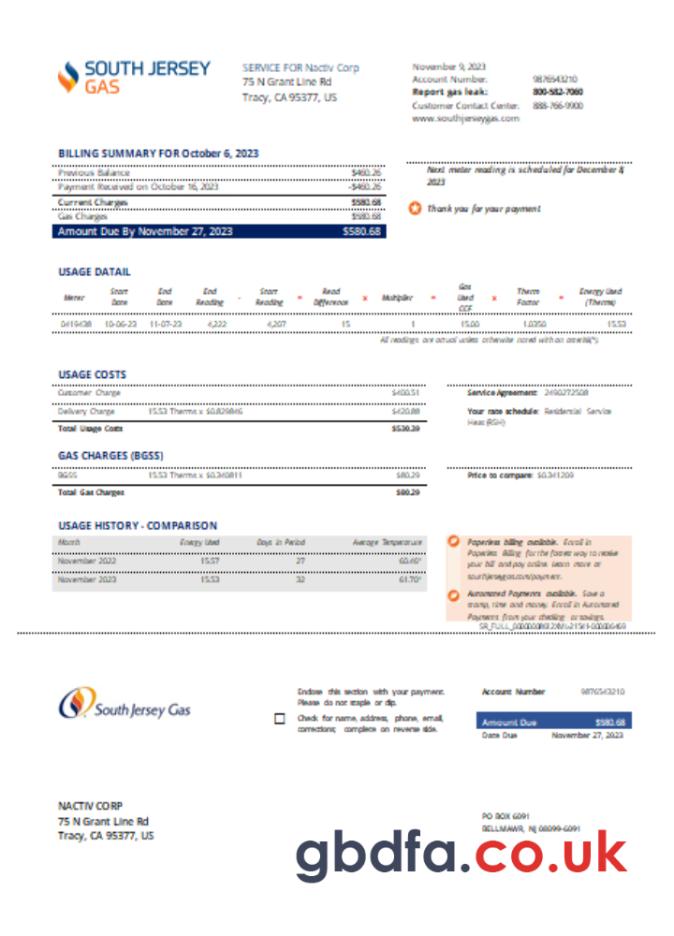 SOUTH JERSEY
GAS
SERVICE FOR Nactiv Corp
75 N Grant Line Rd
Tracy, CA 95377, US
November 9, 2023
Account Number: 9876543210
Report gas leak: 800-582-7060
Customer Contact Center: 888-766-9900
www.southjerseygas.com
BILLING SUMMARY FOR October 6, 2023
Previous Balance $460.26
Payment Received on October 16, 2023 -$460.26
Current Charges $580.68
Gas Charges $580.68
Amount Due By November 27, 2023 $580.68
Next meter reading is scheduled for December 8,
2023
Thank you for your payment
USAGE DATAIL
Meter Start Date End Date End Reading - Start Reading = Read Difference x Multiplier = Gas Used CCF x Therm Factor = Energy Used (Therms)
0419438 10-06-23 11-07-23 4,222 4,207 15 1 15.00 1.0350 15.53
All readings are actual unless otherwise noted with an asterisk(*).
USAGE COSTS
Customer Charge $400.51
Delivery Charge 15.53 Therms x $0.829846 $420.88
Total Usage Costs $530.39
Service Agreement: 2490272508
Your rate schedule: Residential Service
Heat (RSH)
GAS CHARGES (BGSS)
BGSS 15.53 Therms x $0.340811 $80.29
Total Gas Charges $80.29
Price to compare: $0.341209
USAGE HISTORY - COMPARISON
Month Energy Used Days in Period Average Temperature
November 2022 15.57 27 60.46°
November 2023 15.53 32 61.70°
Paperless billing available. Enroll in
Paperless Billing for the fastest way to receive
your bill and pay online. Learn more at
southjerseygas.com/payment.
Automated Payments available. Save a
stamp, time and money. Enroll in Automated
Payments from your checking or savings.
South Jersey Gas
Enclose this section with your payment.
Please do not staple or clip.
Check for name, address, phone, email,
corrections; complete on reverse side.
Account Number 9876543210
Amount Due $580.68
Date Due November 27, 2023
NACTIV CORP
75 N Grant Line Rd
Tracy, CA 95377, US
PO BOX 6091
BELLMAWR, NJ 08099-6091
gbdfa.co.uk